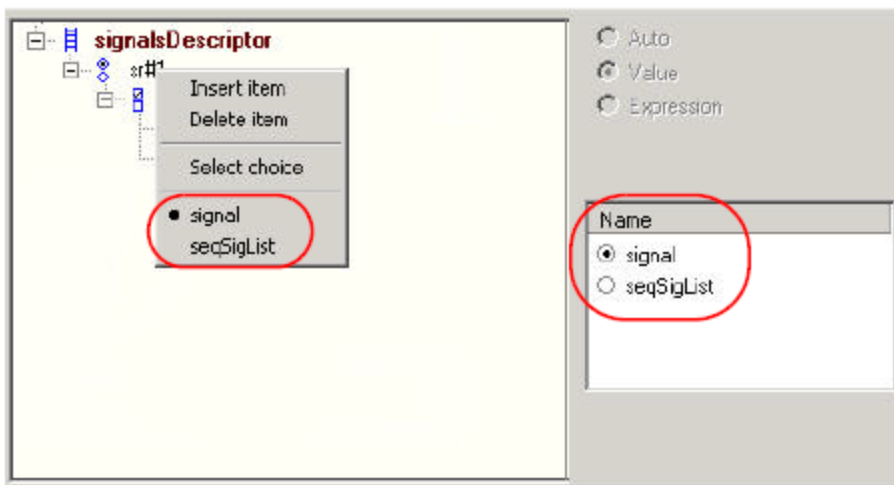 signalsDescriptor
sr#1
Insert item
Delete item
Select choice
signal
seqSigList
Auto
Value
Expression
Name
signal
seqSigList